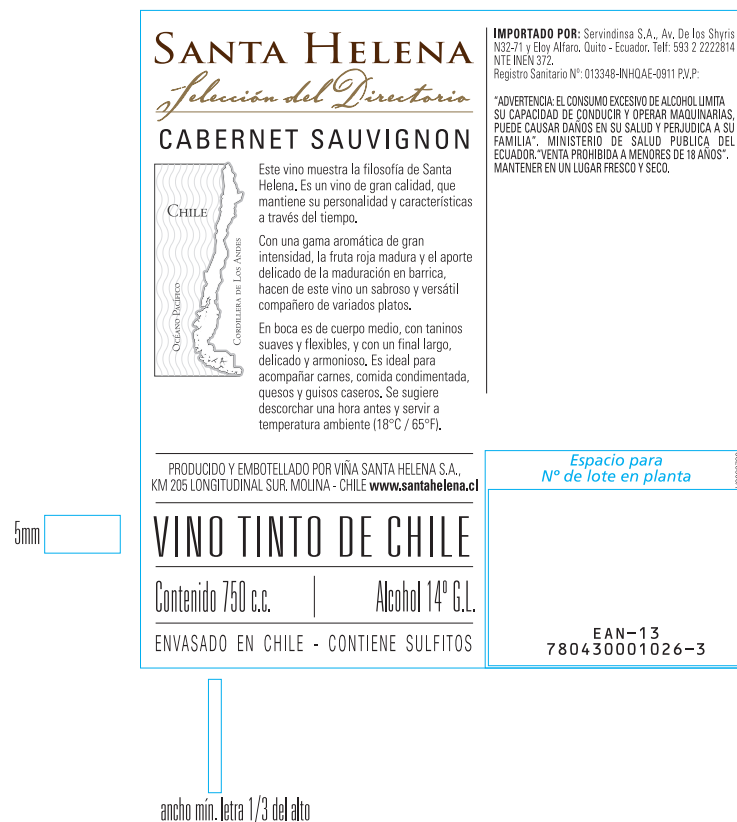 SANTA HELENA
Selección del Directorio
CABERNET SAUVIGNON
Este vino muestra la filosofía de Santa
Helena. Es un vino de gran calidad, que
mantiene su personalidad y características
a través del tiempo.
Con una gama aromática de gran
intensidad, la fruta roja madura y el aporte
delicado de la maduración en barrica,
hacen de este vino un sabroso y versátil
compañero de variados platos.
En boca es de cuerpo medio, con taninos
suaves y flexibles, y con un final largo,
delicado y armonioso. Es ideal para
acompañar carnes, comida condimentada,
quesos y guisos caseros. Se sugiere
descorchar una hora antes y servir a
temperatura ambiente (18°C / 65°F).
CHILE
OCÉANO PACÍFICO
CORDILLERA DE LOS ANDES
PRODUCIDO Y EMBOTELLADO POR VIÑA SANTA HELENA S.A.,
KM 205 LONGITUDINAL SUR. MOLINA - CHILE www.santahelena.cl
VINO TINTO DE CHILE
Contenido 750 c.c.
Alcohol 14º G.L.
ENVASADO EN CHILE - CONTIENE SULFITOS
IMPORTADO POR: Servindinsa S.A., Av. De los Shyris
N32-71 y Eloy Alfaro. Quito - Ecuador. Telf: 593 2 2222814
NTE INEN 372.
Registro Sanitario Nº: 013348-INHQAE-0911 P.V.P:
"ADVERTENCIA: EL CONSUMO EXCESIVO DE ALCOHOL LIMITA
SU CAPACIDAD DE CONDUCIR Y OPERAR MAQUINARIAS,
PUEDE CAUSAR DAÑOS EN SU SALUD Y PERJUDICA A SU
FAMILIA". MINISTERIO DE SALUD PUBLICA DEL
ECUADOR."VENTA PROHIBIDA A MENORES DE 18 AÑOS".
MANTENER EN UN LUGAR FRESCO Y SECO.
Espacio para
Nº de lote en planta
EAN-13
780430001026-3
5mm
ancho mín. letra 1/3 del alto